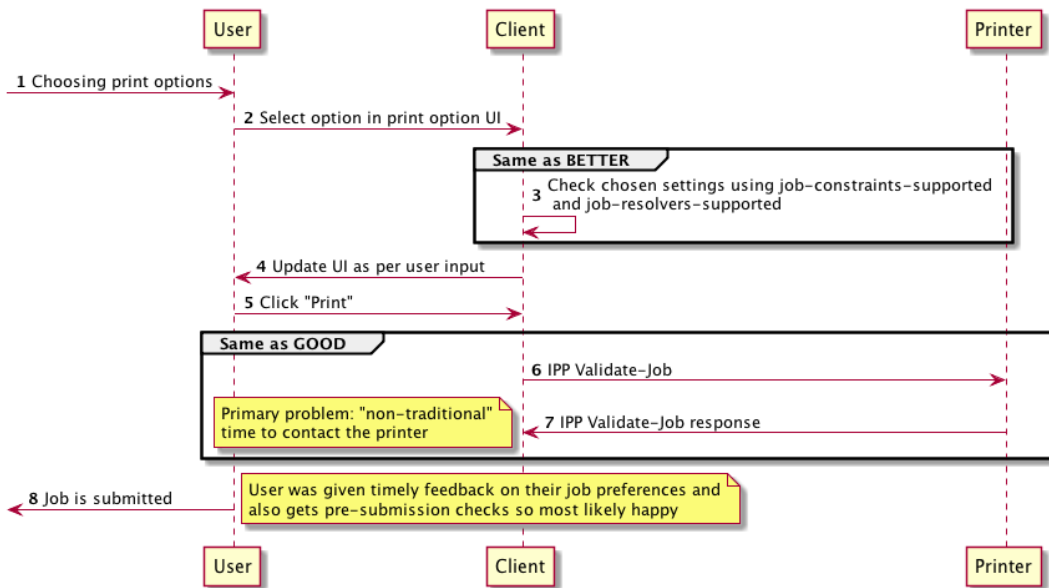 User
Client
Printer
1 Choosing print options
2 Select option in print option UI
Same as BETTER
3 Check chosen settings using job-constraints-supported
and job-resolvers-supported
4 Update UI as per user input
5 Click "Print"
Same as GOOD
6 IPP Validate-Job
Primary problem: "non-traditional"
time to contact the printer
7 IPP Validate-Job response
8 Job is submitted
User was given timely feedback on their job preferences and
also gets pre-submission checks so most likely happy
User
Client
Printer